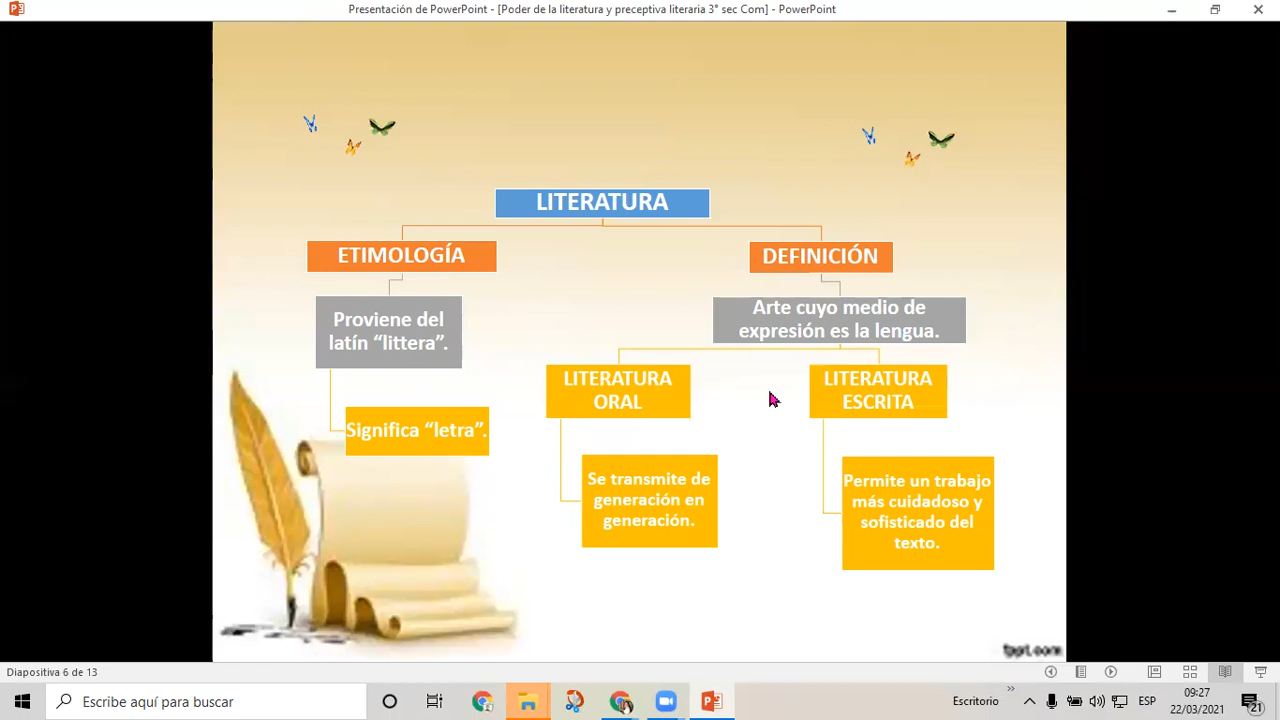 Presentación de PowerPoint - [Poder de la literatura y preceptiva literaria 3° sec Com] - PowerPoint
LITERATURA
ETIMOLOGÍA
DEFINICIÓN
Proviene del
latín “littera”.
Arte cuyo medio de
expresión es la lengua.
Significa “letra”.
LITERATURA
ORAL
LITERATURA
ESCRITA
Se transmite de
generación en
generación.
Permite un trabajo
más cuidadoso y
sofisticado del
texto.
fppt.com
Diapositiva 6 de 13
Escribe aquí para buscar
Escritorio
»
ESP
09:27
22/03/2021
21